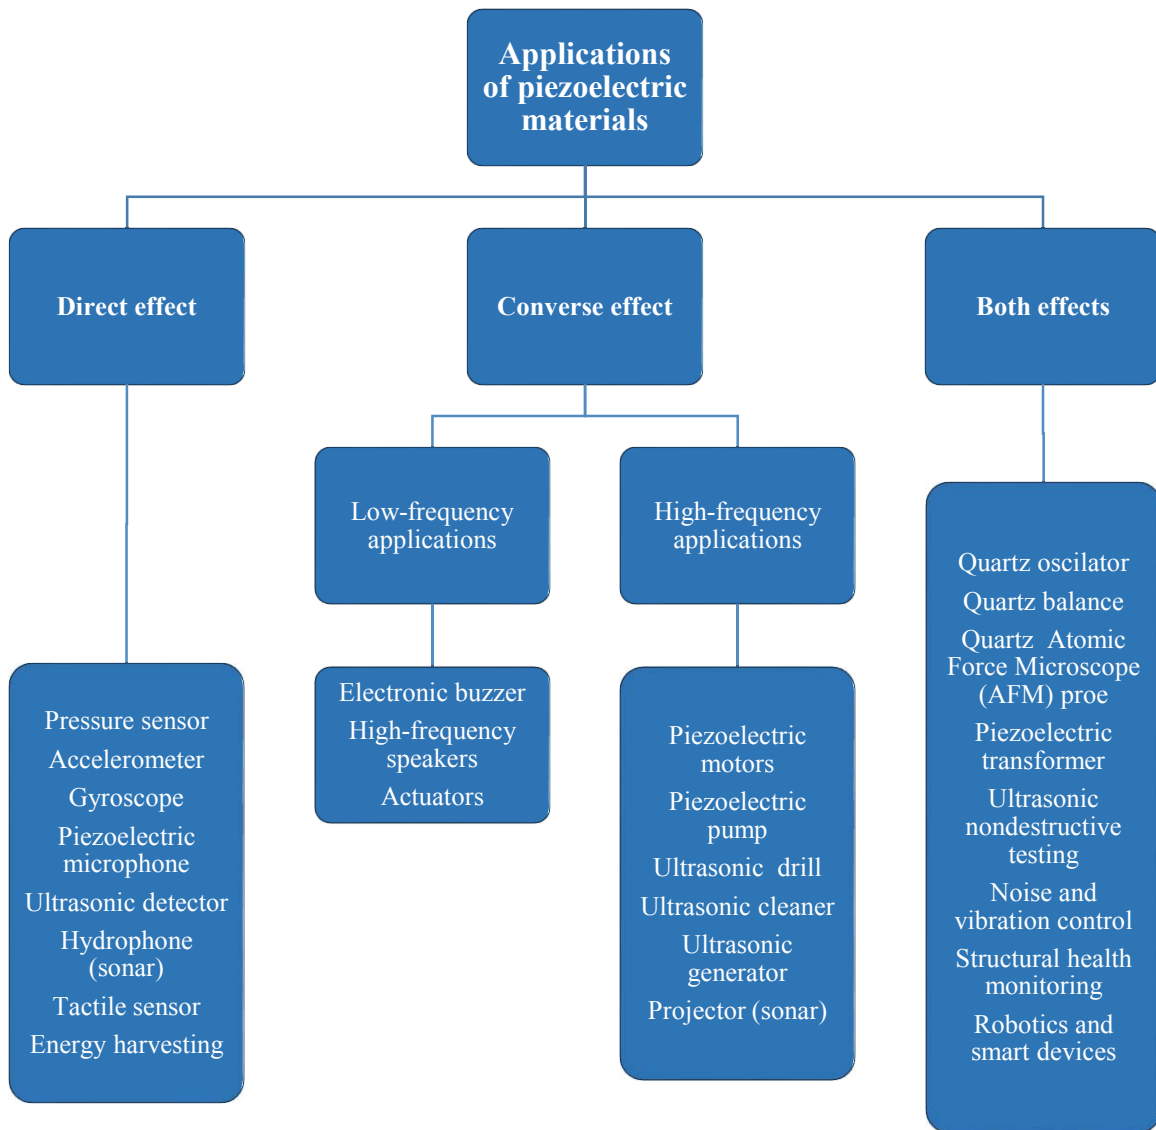 Applications
of piezoelectric
materials
Direct effect
Converse effect
Both effects
Low-frequency
applications
High-frequency
applications
Pressure sensor
Accelerometer
Gyroscope
Piezoelectric
microphone
Ultrasonic detector
Hydrophone
(sonar)
Tactile sensor
Energy harvesting
Electronic buzzer
High-frequency
speakers
Actuators
Piezoelectric
motors
Piezoelectric
pump
Ultrasonic drill
Ultrasonic cleaner
Ultrasonic
generator
Projector (sonar)
Quartz oscilator
Quartz balance
Quartz Atomic
Force Microscope
(AFM) proe
Piezoelectric
transformer
Ultrasonic
nondestructive
testing
Noise and
vibration control
Structural health
monitoring
Robotics and
smart devices